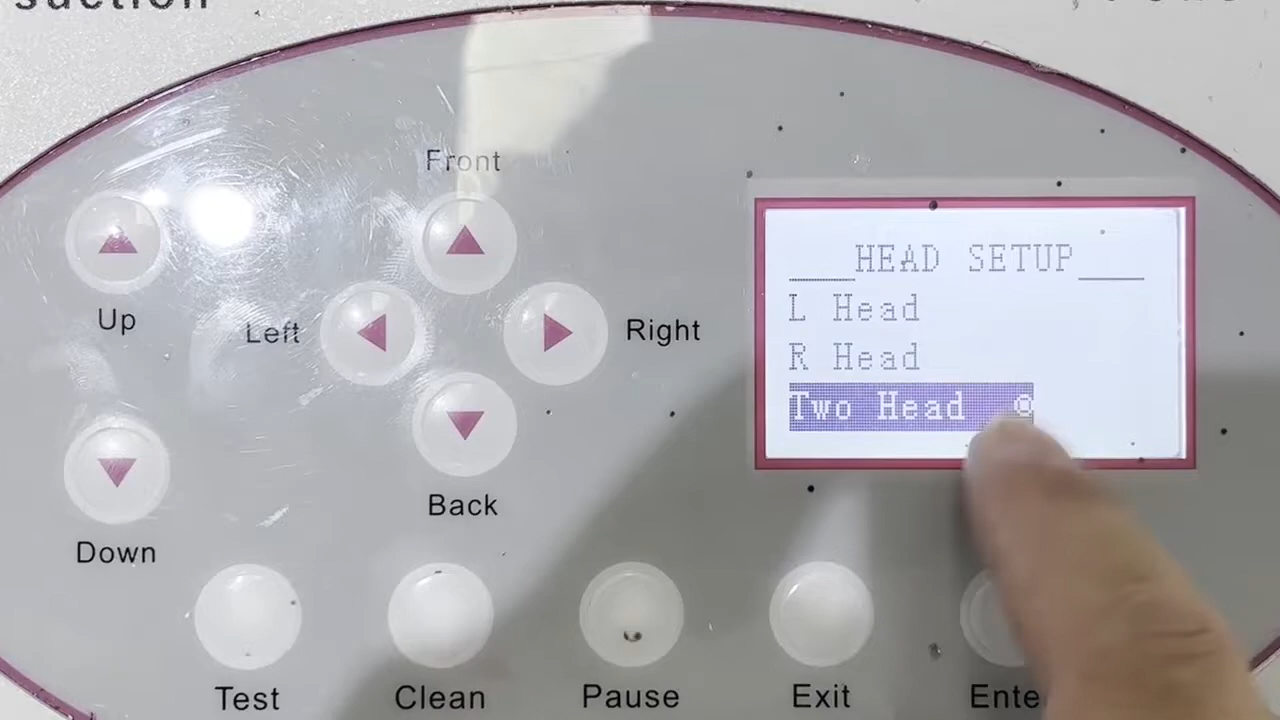 suction
Front
Up
Left
Right
Back
Down
HEAD SETUP
L Head
R Head
Two Head @
Test
Clean
Pause
Exit
Ente